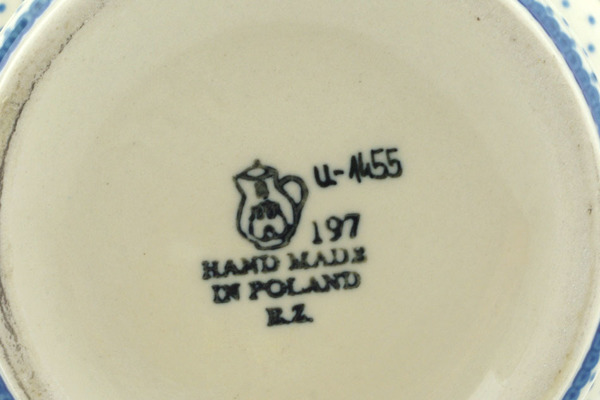 u-1455
197
HAND MADE
IN POLAND
E.Z.